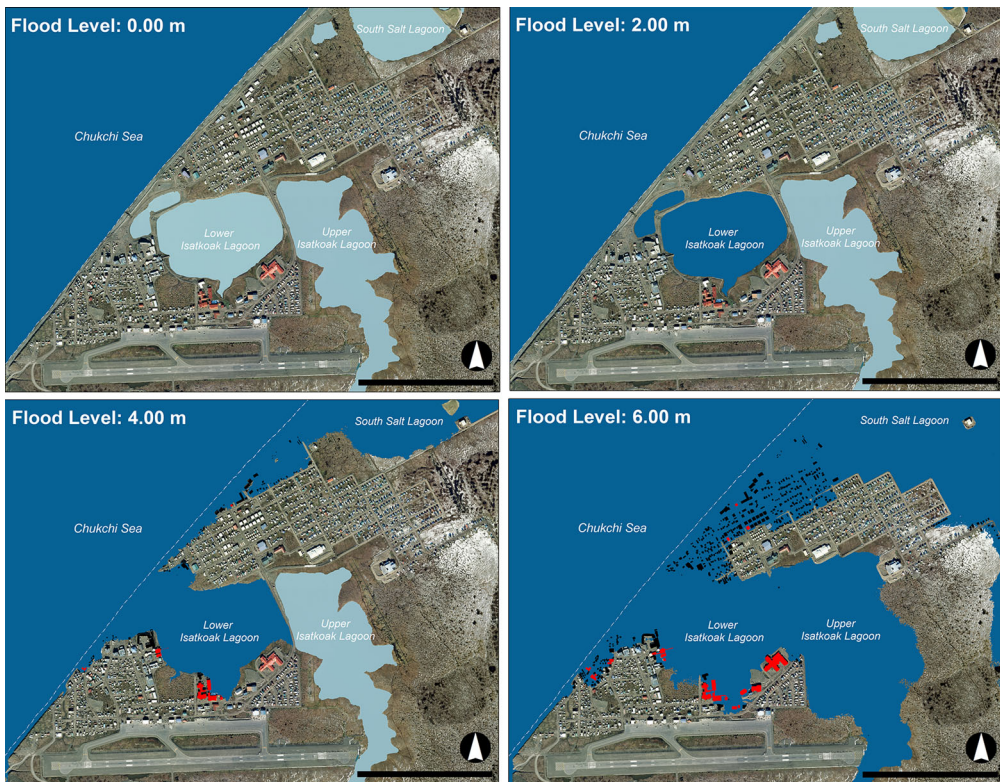 Flood Level: 0.00 m
South Salt Lagoon
Chukchi Sea
Lower
Isatkoak Lagoon
Upper
Isatkoak Lagoon
Flood Level: 2.00 m
South Salt Lagoon
Chukchi Sea
Lower
Isatkoak Lagoon
Upper
Isatkoak Lagoon
Flood Level: 4.00 m
South Salt Lagoon
Chukchi Sea
Lower
Isatkoak Lagoon
Upper
Isatkoak Lagoon
Flood Level: 6.00 m
South Salt Lagoon
Chukchi Sea
Lower
Isatkoak Lagoon
Upper
Isatkoak Lagoon